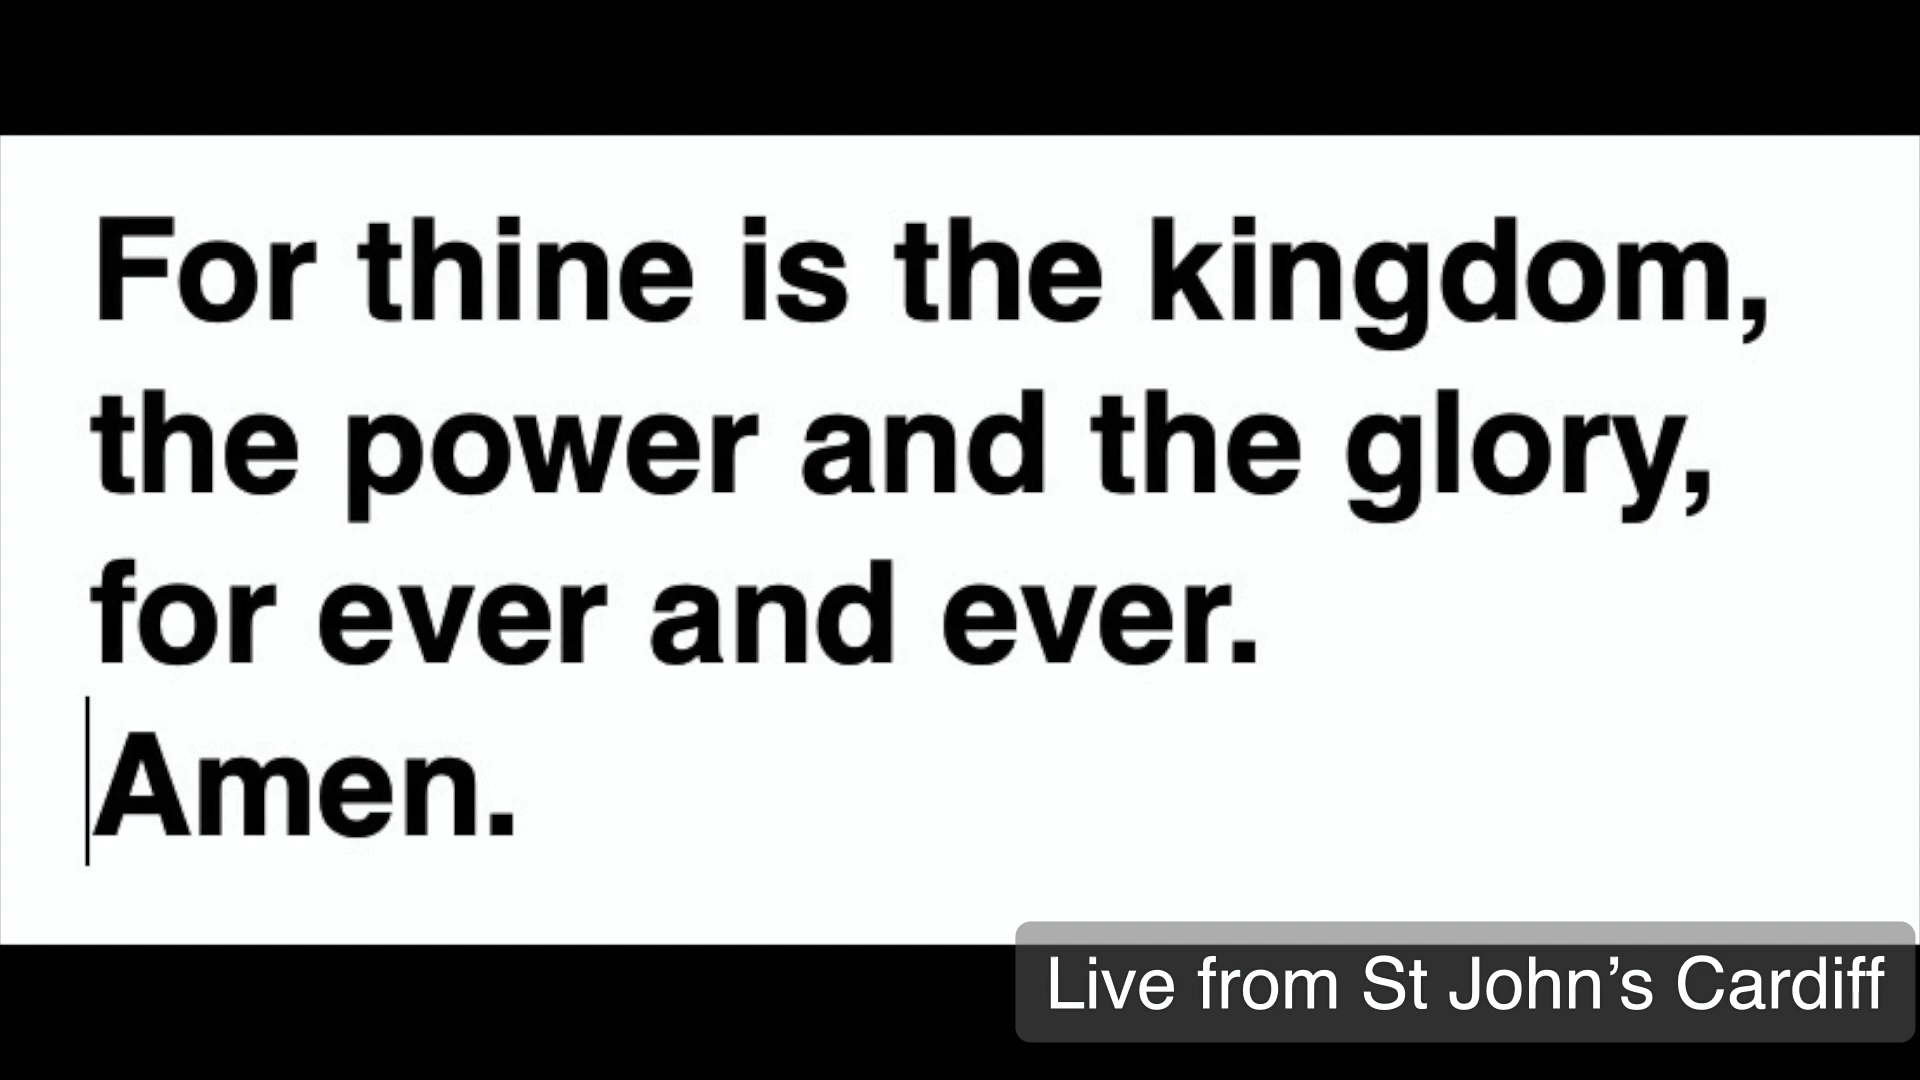 For thine is the kingdom,
the power and the glory,
for ever and ever.
Amen.
Live from St John’s Cardiff